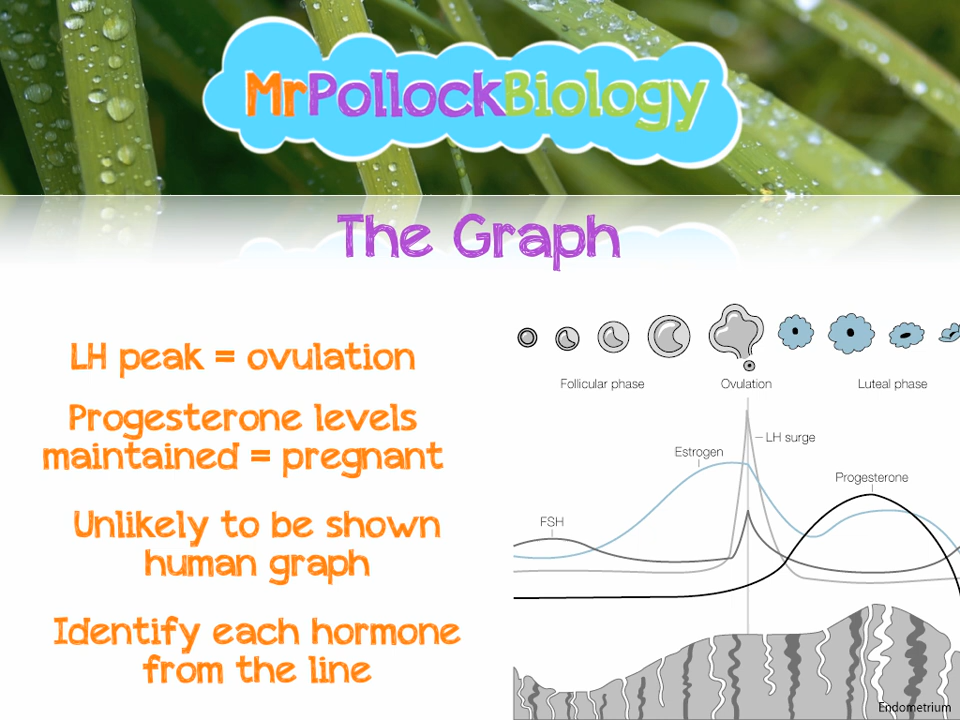 MrPollockBiology
The Graph
LH peak = ovulation
Progesterone levels
maintained = pregnant
Unlikely to be shown
human graph
Identify each hormone
from the line
Follicular phase
Ovulation
Luteal phase
LH surge
Estrogen
Progesterone
FSH
Endometrium